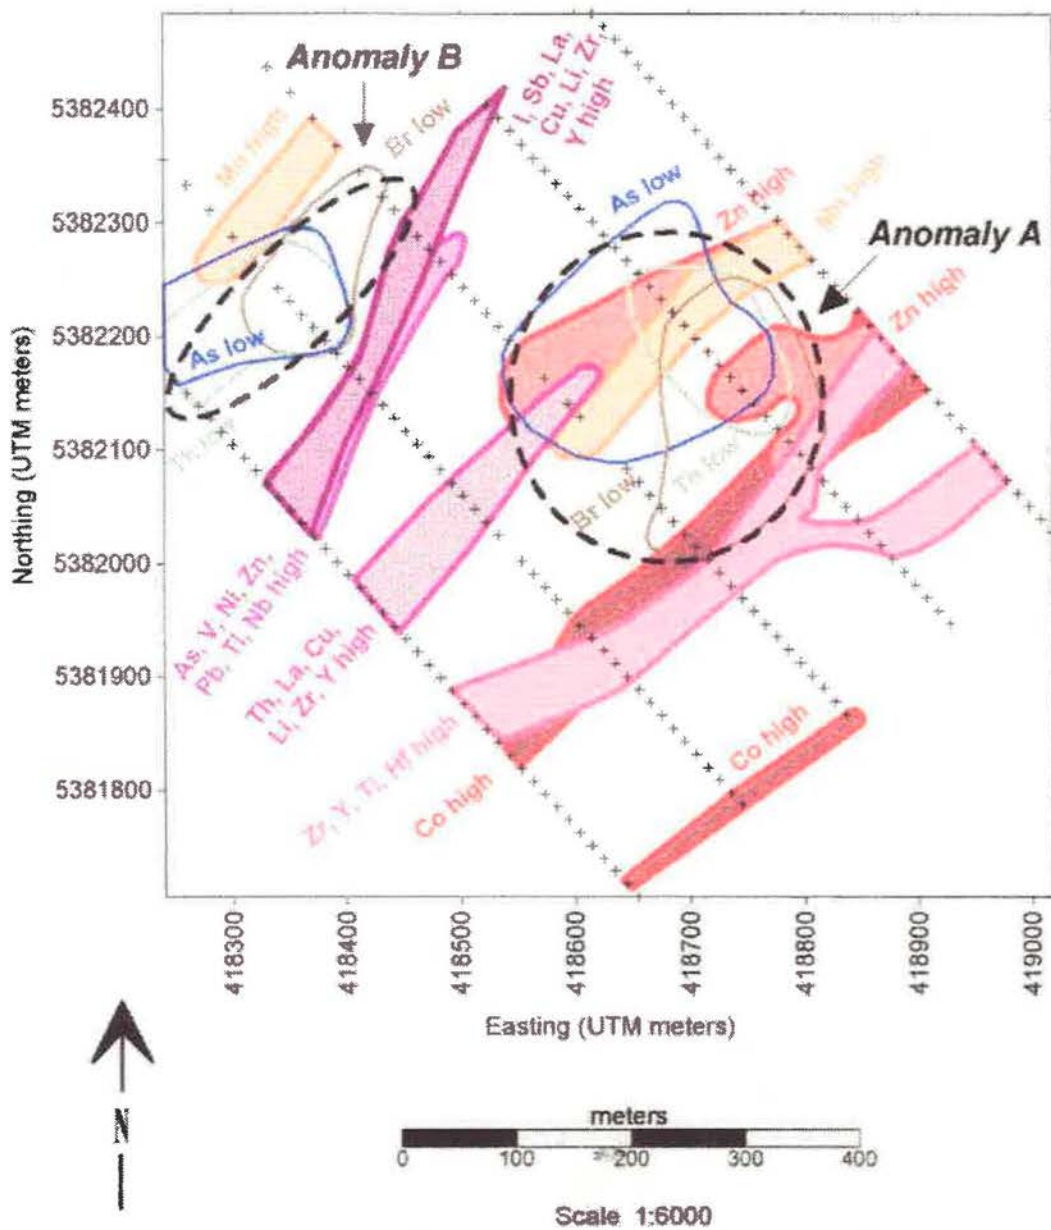 Anomaly B
I, Sb, La,
Cu, Li, Zr,
Y high
Mn high
Br low
As low
Zn high
Mn high
Anomaly A
Zn high
As low
Th low
Th low
Br low
As, V, Ni, Zn,
Pb, Ti, Nb high
Th, La, Cu,
Li, Zr, Y high
Zr, Y, Ti, Hf high
Co high
Co high
Northing (UTM meters)
5382400
5382300
5382200
5382100
5382000
5381900
5381800
418300
418400
418500
418600
418700
418800
418900
419000
Easting (UTM meters)
N
meters
0 100 200 300 400
Scale 1:6000